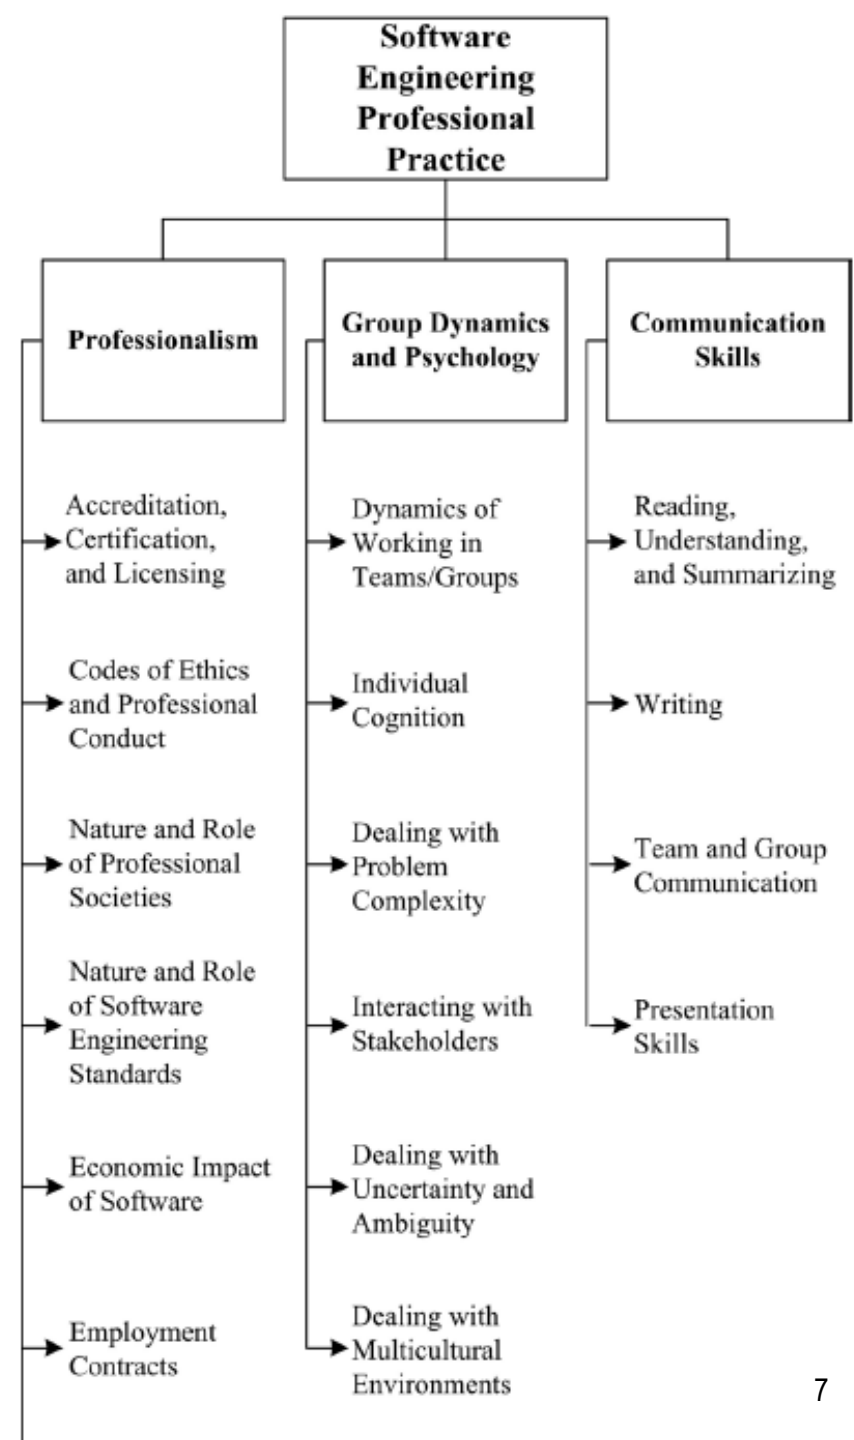 Software
Engineering
Professional
Practice
Professionalism
Accreditation,
Certification,
and Licensing
Codes of Ethics
and Professional
Conduct
Nature and Role
of Professional
Societies
Nature and Role
of Software
Engineering
Standards
Economic Impact
of Software
Employment
Contracts
Group Dynamics
and Psychology
Dynamics of
Working in
Teams/Groups
Individual
Cognition
Dealing with
Problem
Complexity
Interacting with
Stakeholders
Dealing with
Uncertainty and
Ambiguity
Dealing with
Multicultural
Environments
Communication
Skills
Reading,
Understanding,
and Summarizing
Writing
Team and Group
Communication
Presentation
Skills
7